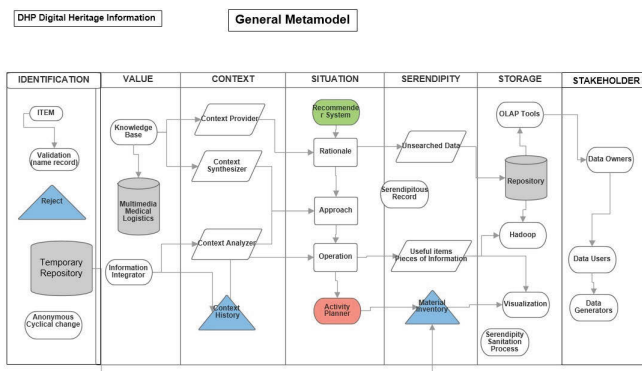 DHP Digital Heritage Information
General Metamodel
IDENTIFICATION
VALUE
CONTEXT
SITUATION
SERENDIPITY
STORAGE
STAKEHOLDER
ITEM
Validation
(name record)
Reject
Temporary
Repository
Anonymous
Cyclical change
Knowledge
Base
Multimedia
Medical
Logistics
Information
Integrator
Context Provider
Context
Synthesizer
Context Analyzer
Context
History
Recommende
r System
Rationale
Approach
Operation
Activity
Planner
Unsearched Data
Serendipitous
Record
Useful items
Pieces of Information
Material
Inventory
OLAP Tools
Repository
Hadoop
Visualization
Serendipity
Sanitation
Process
Data Owners
Data Users
Data
Generators